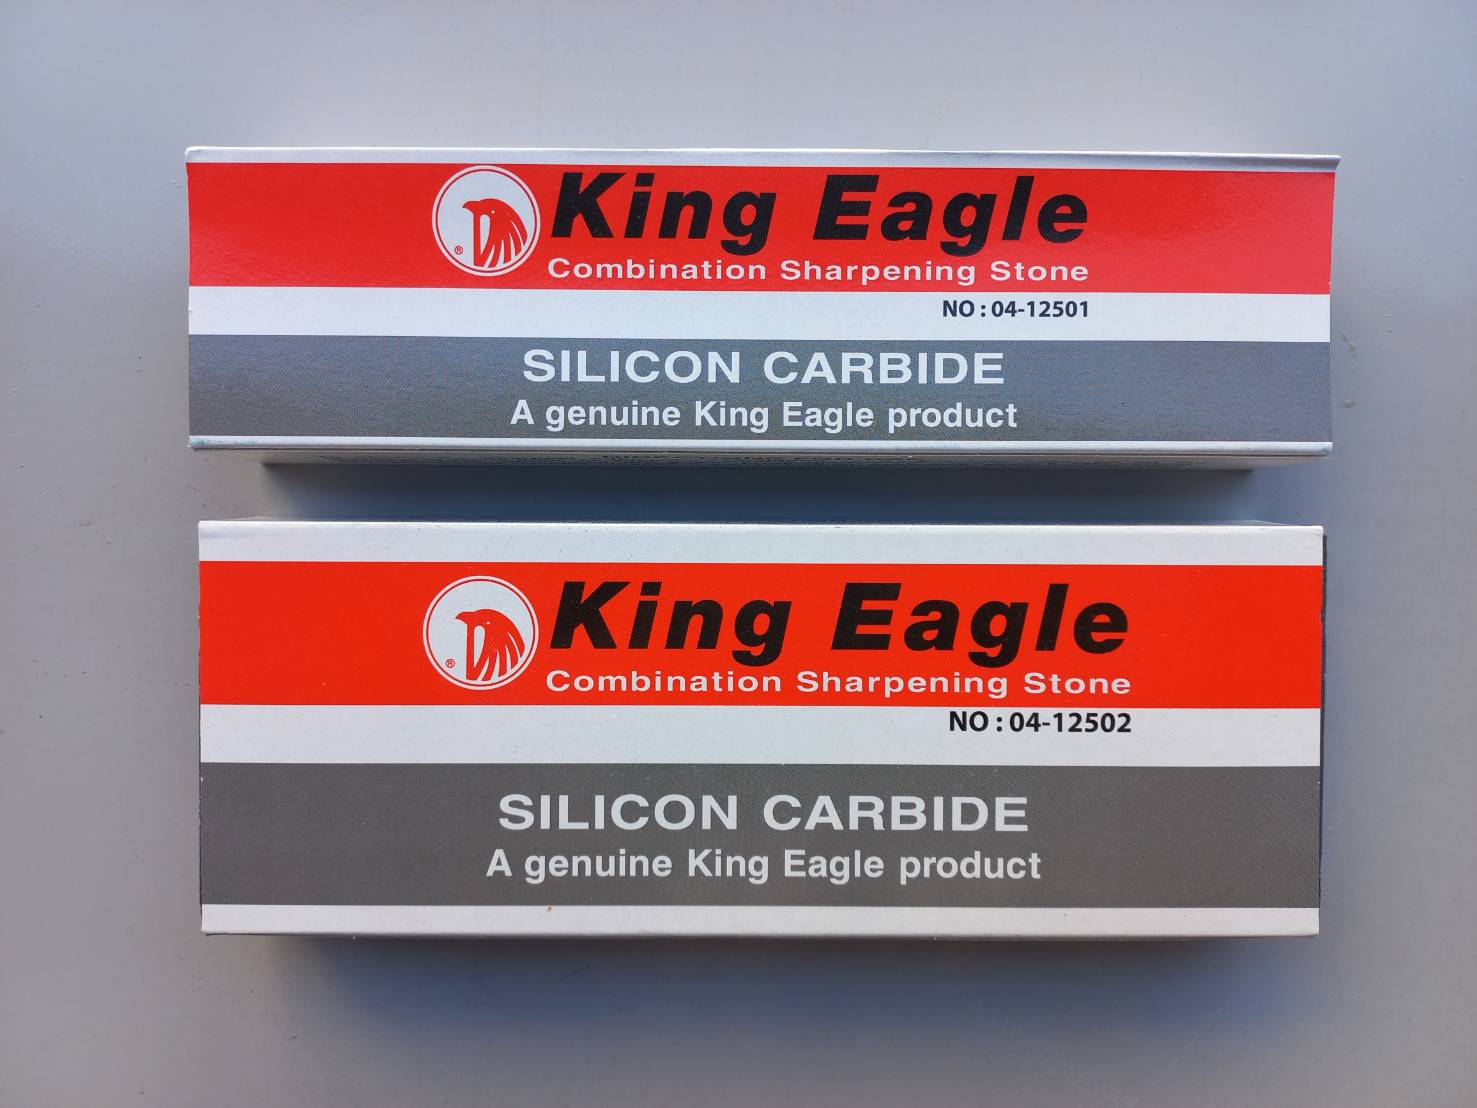 King Eagle
Combination Sharpening Stone
NO : 04-12501
SILICON CARBIDE
A genuine King Eagle product
King Eagle
Combination Sharpening Stone
NO : 04-12502
SILICON CARBIDE
A genuine King Eagle product